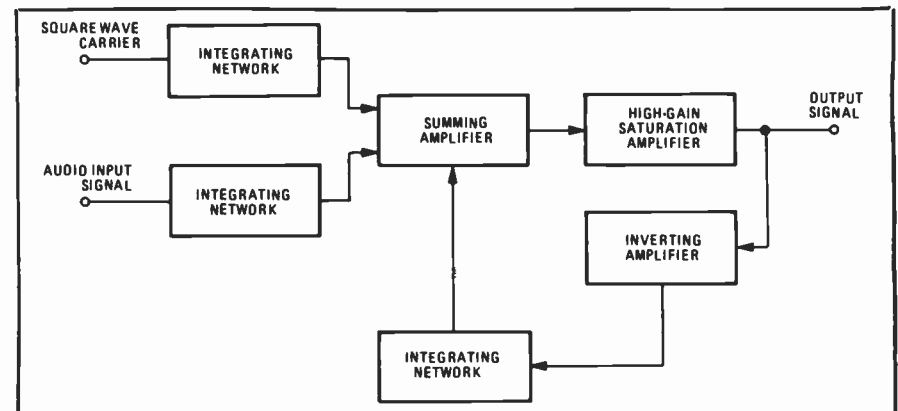 SQUARE WAVE
CARRIER
INTEGRATING
NETWORK
SUMMING
AMPLIFIER
HIGH-GAIN
SATURATION
AMPLIFIER
OUTPUT
SIGNAL
AUDIO INPUT
SIGNAL
INTEGRATING
NETWORK
INVERTING
AMPLIFIER
INTEGRATING
NETWORK